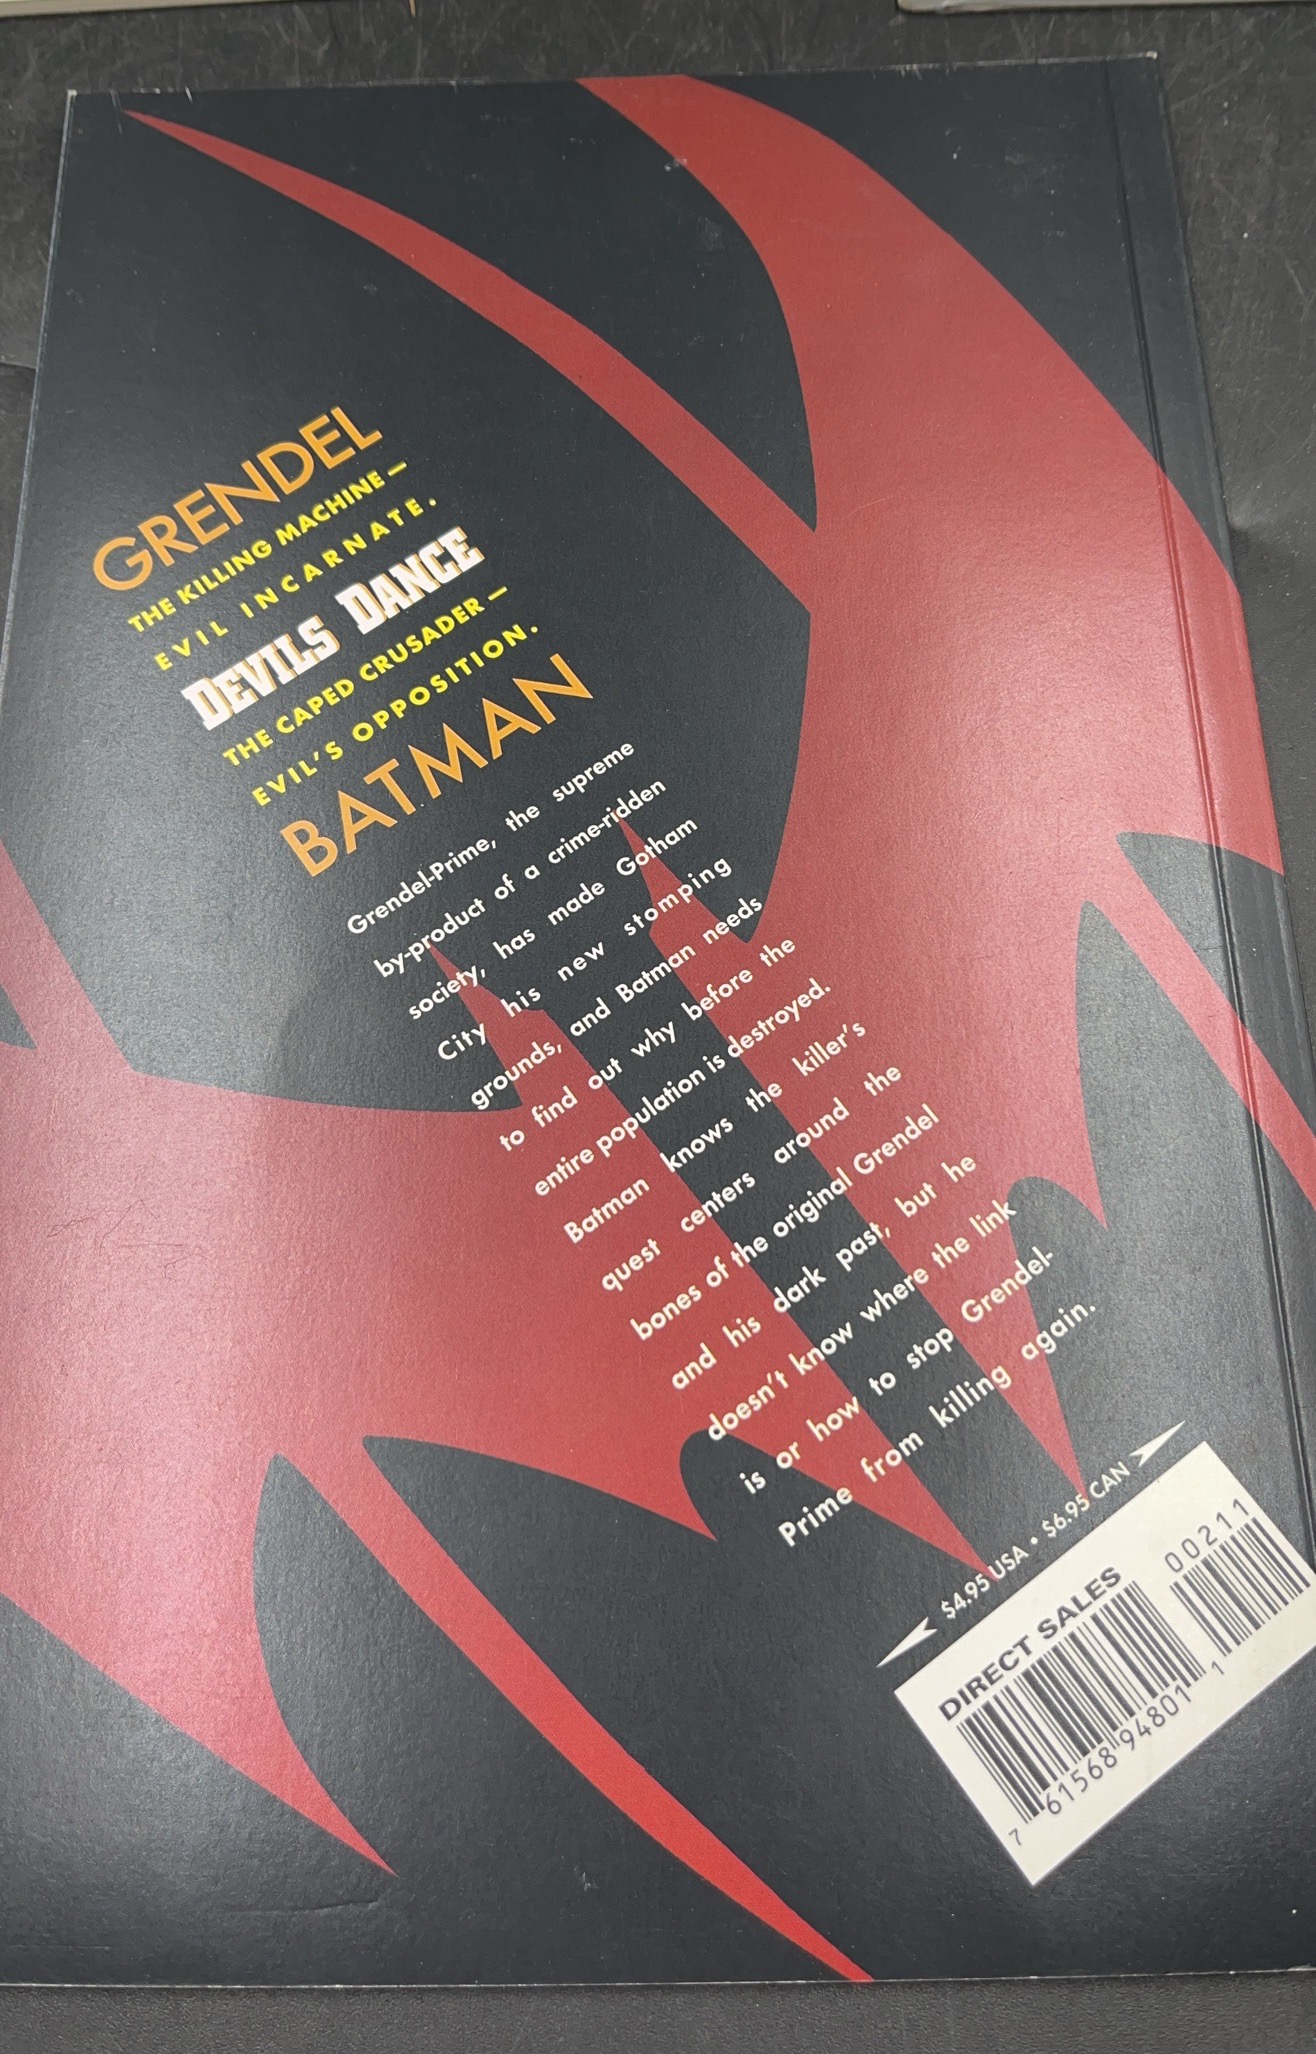 GRENDEL
THE KILLING MACHINE —
EVIL INCARNATE.
DEVILS DANCE
THE CAPED CRUSADER —
EVIL'S OPPOSITION.
BATMAN
Grendel-Prime, the supreme
by-product of a crime-ridden
society, has made Gotham
City his new stomping
grounds, and Batman needs
to find out why before the
entire population is destroyed.
Batman knows the killer's
quest centers around the
bones of the original Grendel
and his dark past, but he
doesn't know where the link
is or how to stop Grendel-
Prime from killing again.
$4.95 USA • $6.95 CAN
DIRECT SALES
00211
7 61568 94801 1